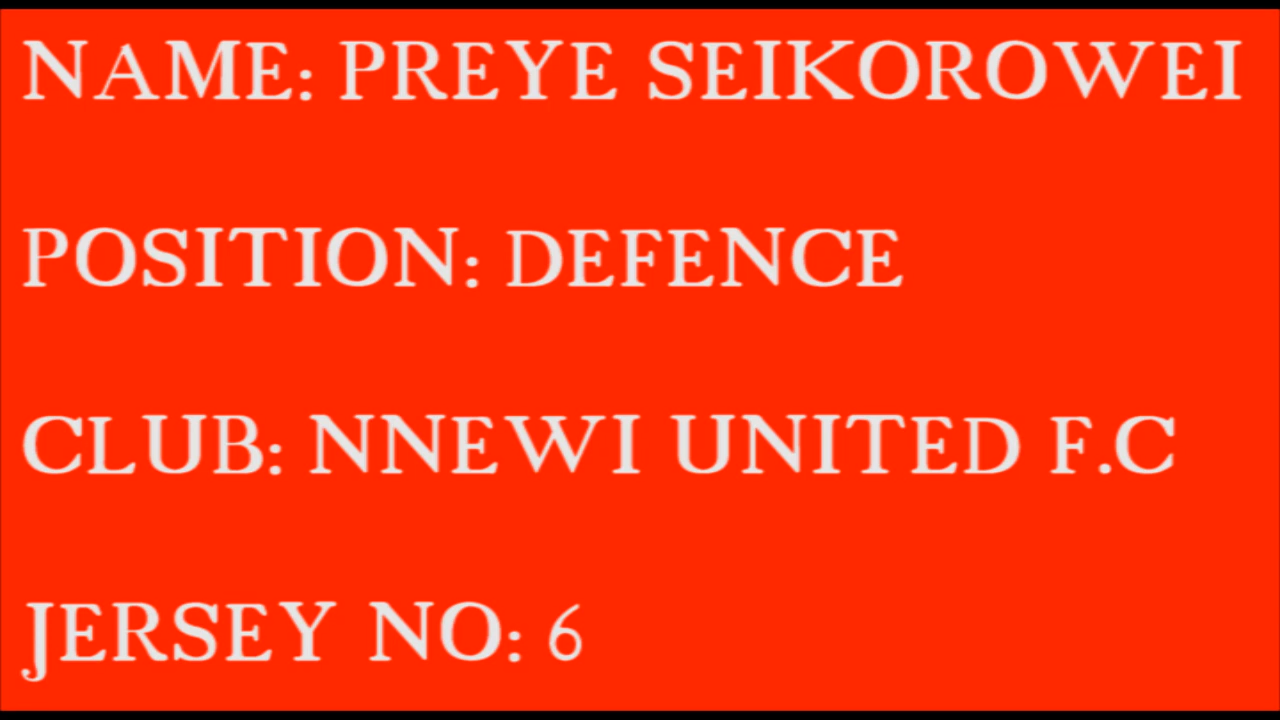 NAME: PREYE SEIKOROWEI
POSITION: DEFENCE
CLUB: NNEWI UNITED F.C
JERSEY NO: 6